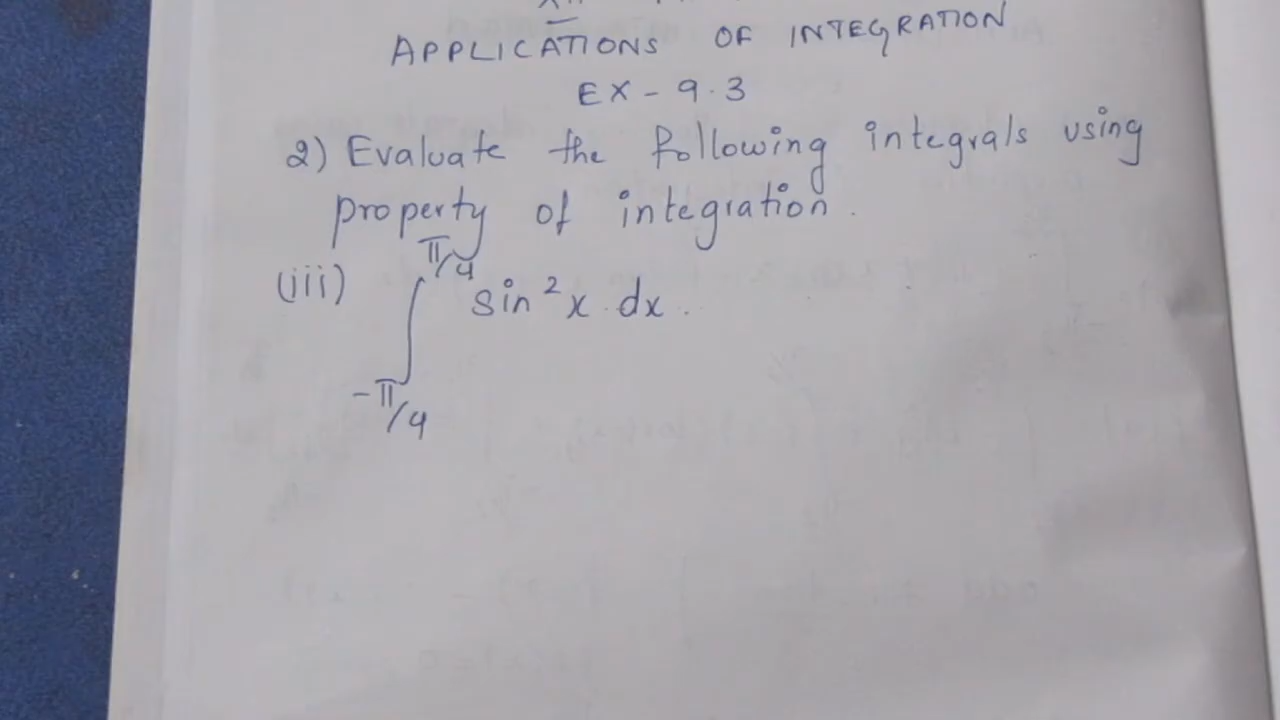 APPLICATIONS OF INTEGRATION
EX - 9.3
2) Evaluate the following integrals using
property of integration.
(iii) ∫ sin²x dx.
π/4
-π/4